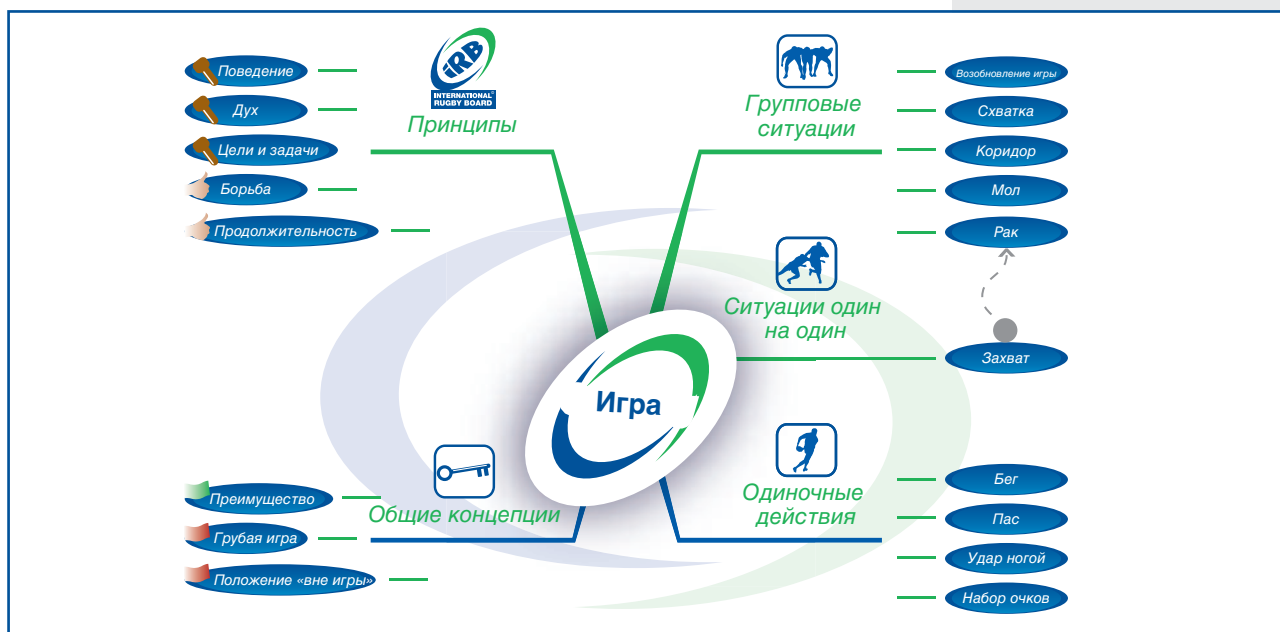 Поведение
Дух
Цели и задачи
Борьба
Продолжительность
IRB
INTERNATIONAL
RUGBY BOARD
Принципы
Групповые
ситуации
Возобновление игры
Схватка
Коридор
Мол
Рак
Ситуации один
на один
Захват
Игра
Преимущество
Грубая игра
Положение «вне игры»
Общие концепции
Одиночные
действия
Бег
Пас
Удар ногой
Набор очков